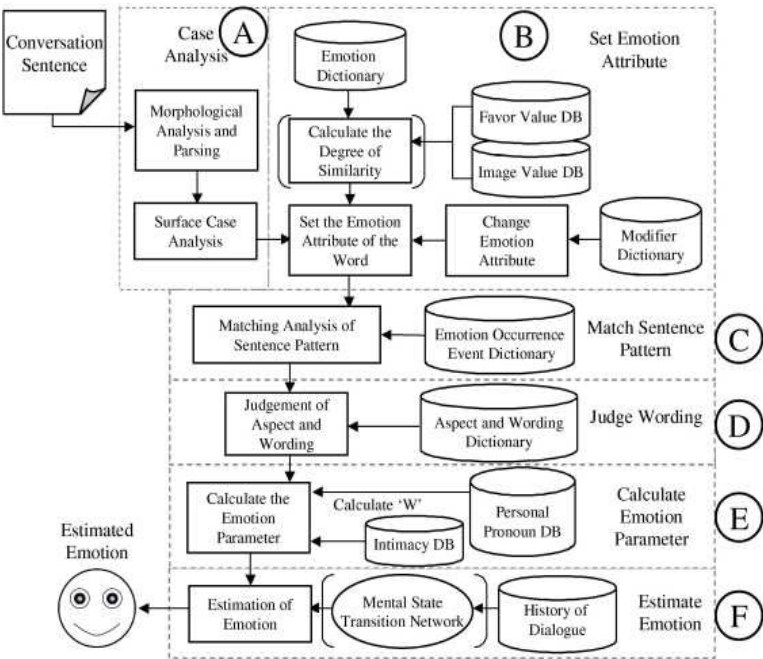 Conversation
Sentence
Case
Analysis
A
Morphological
Analysis and
Parsing
Surface Case
Analysis
B
Set Emotion
Attribute
Emotion
Dictionary
Calculate the
Degree of
Similarity
Favor Value DB
Image Value DB
Set the Emotion
Attribute of the
Word
Change
Emotion
Attribute
Modifier
Dictionary
Matching Analysis of
Sentence Pattern
Emotion Occurrence
Event Dictionary
Match Sentence
Pattern
C
Judgement of
Aspect and
Wording
Aspect and Wording
Dictionary
Judge Wording
D
Calculate the
Emotion
Parameter
Calculate ‘W’
Intimacy DB
Personal
Pronoun DB
Calculate
Emotion
Parameter
E
Estimated
Emotion
Estimation of
Emotion
Mental State
Transition Network
History of
Dialogue
Estimate
Emotion
F